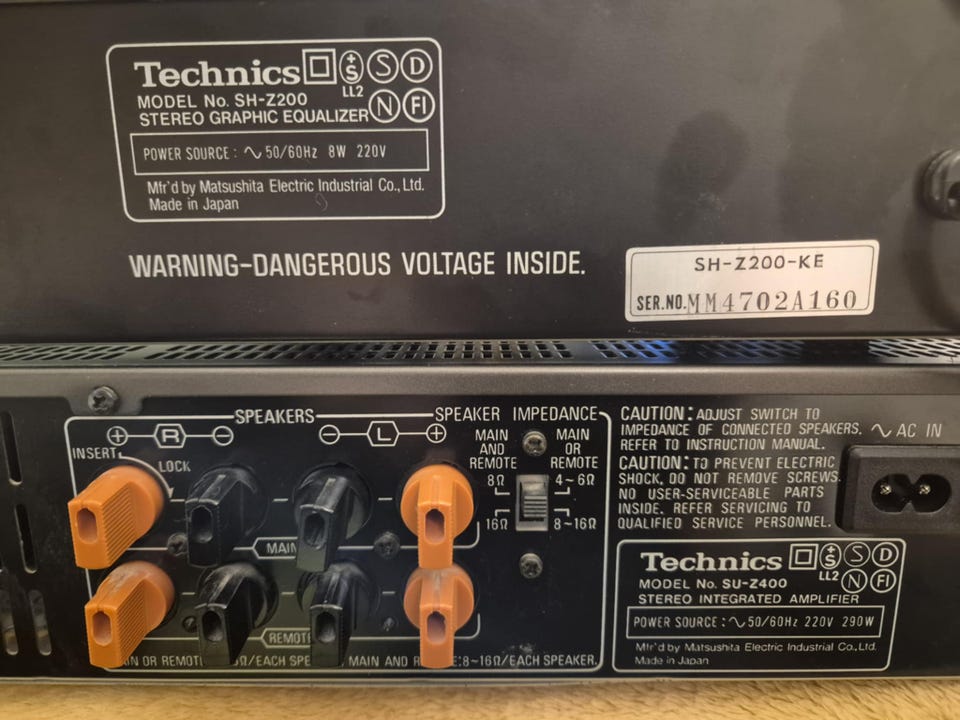 Technics S LL2 S D
MODEL No. SH-Z200 N FI
STEREO GRAPHIC EQUALIZER
POWER SOURCE : ∿ 50/60Hz 8W 220V
Mfr'd by Matsushita Electric Industrial Co., Ltd.
Made in Japan
WARNING-DANGEROUS VOLTAGE INSIDE.
SH-Z200-KE
SER.NO. MM4702A160
SPEAKERS
+ R − − L +
INSERT
LOCK
MAIN
REMOTE
SPEAKER IMPEDANCE
MAIN AND REMOTE
8Ω
16Ω
MAIN OR REMOTE
4~6Ω
8~16Ω
OR REMOTE Ω/EACH MAIN AND :8~16Ω/EACH SPEAKER.
CAUTION: ADJUST SWITCH TO
IMPEDANCE OF CONNECTED SPEAKERS.
REFER TO INSTRUCTION MANUAL.
CAUTION: TO PREVENT ELECTRIC
SHOCK, DO NOT REMOVE SCREWS.
NO USER-SERVICEABLE PARTS
INSIDE. REFER SERVICING TO
QUALIFIED SERVICE PERSONNEL.
∿ AC IN
Technics S LL2 S D
MODEL No. SU-Z400 N FI
STEREO INTEGRATED AMPLIFIER
POWER SOURCE : ∿ 50/60Hz 220V 290W
Mfr'd by Matsushita Electric Industrial Co., Ltd.
Made in Japan